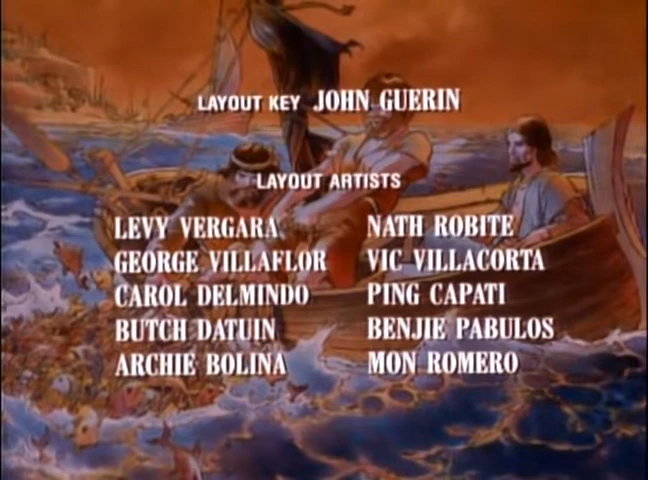 LAYOUT KEY JOHN GUERIN
LAYOUT ARTISTS
LEVY VERGARA NATH ROBITE
GEORGE VILLAFLOR VIC VILLACORTA
CAROL DELMINDO PING CAPATI
BUTCH DATUIN BENJIE PABULOS
ARCHIE BOLINA MON ROMERO